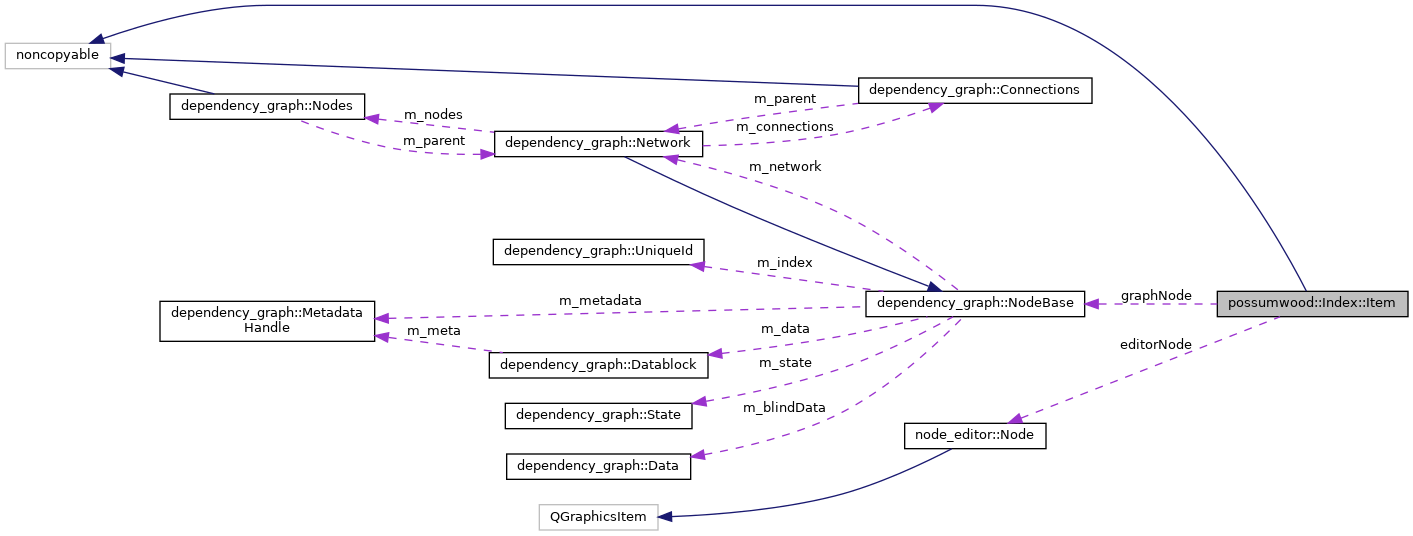 noncopyable
dependency_graph::Connections
m_parent
dependency_graph::Nodes
m_nodes
m_connections
m_parent
dependency_graph::Network
m_network
dependency_graph::UniqueId
m_index
graphNode
possumwood::Index::Item
dependency_graph::NodeBase
m_metadata
dependency_graph::Metadata
Handle
m_meta
m_data
editorNode
dependency_graph::Datablock
m_state
m_blindData
dependency_graph::State
node_editor::Node
dependency_graph::Data
QGraphicsItem